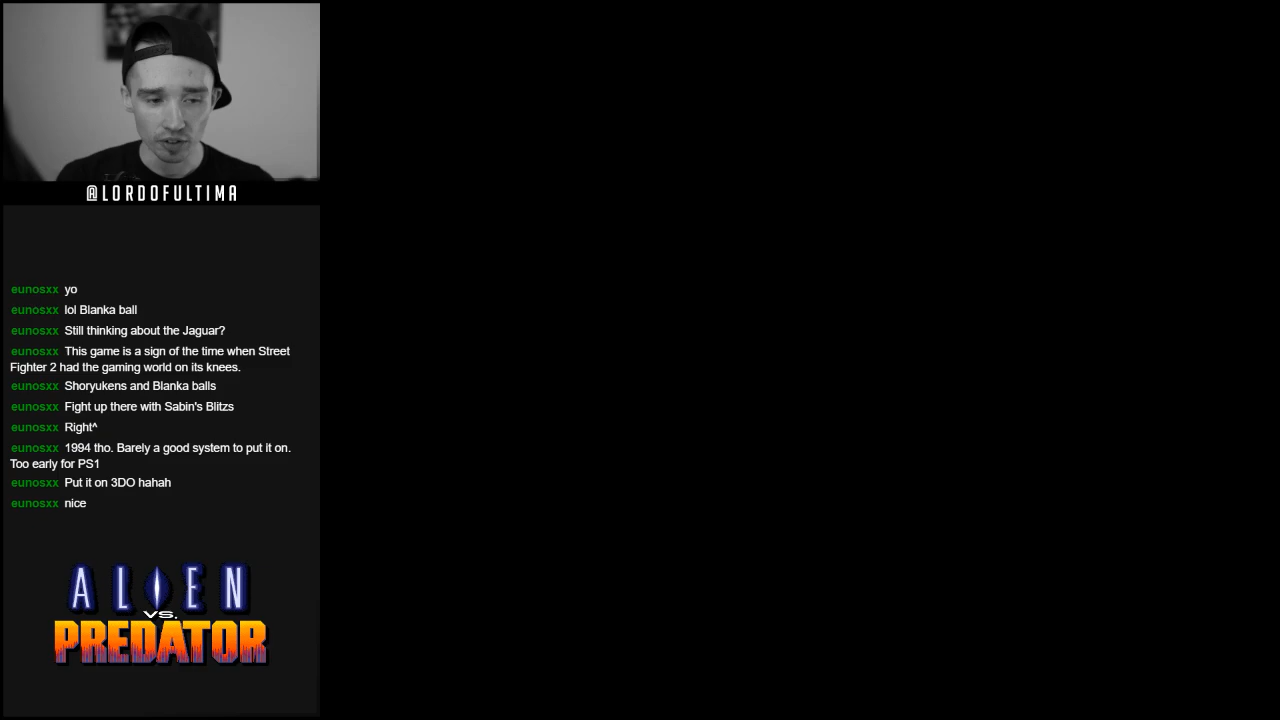 @LORDOFULTIMA
eunosxx yo
eunosxx lol Blanka ball
eunosxx Still thinking about the Jaguar?
eunosxx This game is a sign of the time when Street
Fighter 2 had the gaming world on its knees.
eunosxx Shoryukens and Blanka balls
eunosxx Fight up there with Sabin's Blitzs
eunosxx Right^
eunosxx 1994 tho. Barely a good system to put it on.
Too early for PS1
eunosxx Put it on 3DO hahah
eunosxx nice
ALIEN
VS.
PREDATOR